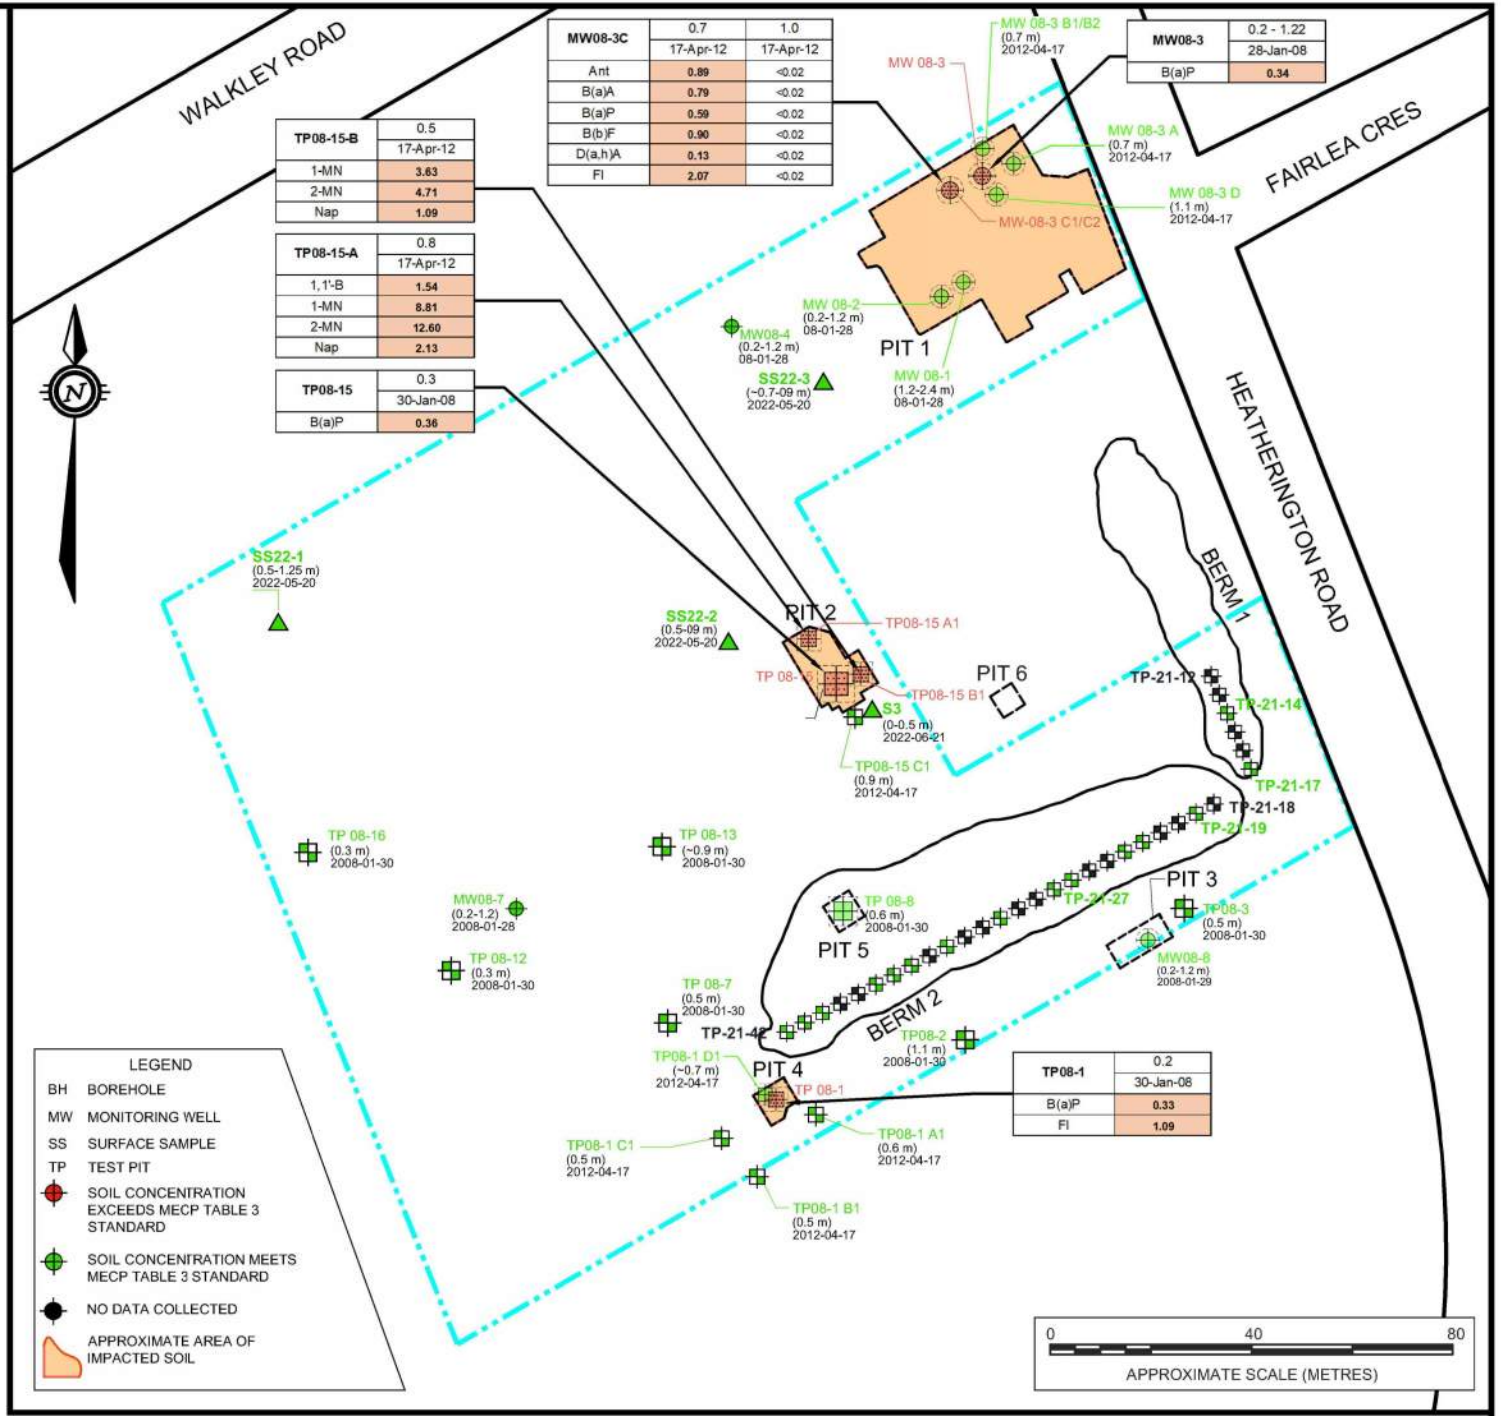 WALKLEY ROAD
MW08-3C 0.7 1.0
17-Apr-12 17-Apr-12
Ant 0.89 <0.02
B(a)A 0.79 <0.02
B(a)P 0.59 <0.02
B(b)F 0.90 <0.02
D(a,h)A 0.13 <0.02
Fl 2.07 <0.02
MW 08-3 B1/B2
(0.7 m)
2012-04-17
MW 08-3
MW08-3 0.2 - 1.22
28-Jan-08
B(a)P 0.34
MW 08-3 A
(0.7 m)
2012-04-17
FAIRLEA CRES
MW 08-3 D
(1.1 m)
2012-04-17
MW-08-3 C1/C2
TP08-15-B 0.5
17-Apr-12
1-MN 3.63
2-MN 4.71
Nap 1.09
TP08-15-A 0.8
17-Apr-12
1,1'-B 1.54
1-MN 8.81
2-MN 12.60
Nap 2.13
TP08-15 0.3
30-Jan-08
B(a)P 0.36
N
MW 08-2
(0.2-1.2 m)
08-01-28
MW08-4
(0.2-1.2 m)
08-01-28
PIT 1
SS22-3
(~0.7-09 m)
2022-05-20
MW 08-1
(1.2-2.4 m)
08-01-28
HEATHERINGTON ROAD
BERM 1
SS22-1
(0.5-1.25 m)
2022-05-20
SS22-2
(0.5-09 m)
2022-05-20
PIT 2
TP08-15 A1
TP 08-15
TP08-15 B1
PIT 6
S3
(0-0.5 m)
2022-06-21
TP08-15 C1
(0.9 m)
2012-04-17
TP-21-12
TP-21-14
TP-21-17
TP-21-18
TP-21-19
TP-21-27
TP 08-16
(0.3 m)
2008-01-30
TP 08-13
(~0.9 m)
2008-01-30
MW08-7
(0.2-1.2)
2008-01-28
TP 08-12
(0.3 m)
2008-01-30
TP 08-8
(0.6 m)
2008-01-30
PIT 5
PIT 3
TP08-3
(0.5 m)
2008-01-30
MW08-8
(0.2-1.2 m)
2008-01-29
TP 08-7
(0.5 m)
2008-01-30
TP-21-42
BERM 2
TP08-2
(1.1 m)
2008-01-30
TP08-1 D1
(~0.7 m)
2012-04-17
PIT 4
TP 08-1
TP08-1 0.2
30-Jan-08
B(a)P 0.33
Fl 1.09
TP08-1 A1
(0.6 m)
2012-04-17
TP08-1 C1
(0.5 m)
2012-04-17
TP08-1 B1
(0.5 m)
2012-04-17
LEGEND
BH BOREHOLE
MW MONITORING WELL
SS SURFACE SAMPLE
TP TEST PIT
SOIL CONCENTRATION
EXCEEDS MECP TABLE 3
STANDARD
SOIL CONCENTRATION MEETS
MECP TABLE 3 STANDARD
NO DATA COLLECTED
APPROXIMATE AREA OF
IMPACTED SOIL
0 40 80
APPROXIMATE SCALE (METRES)